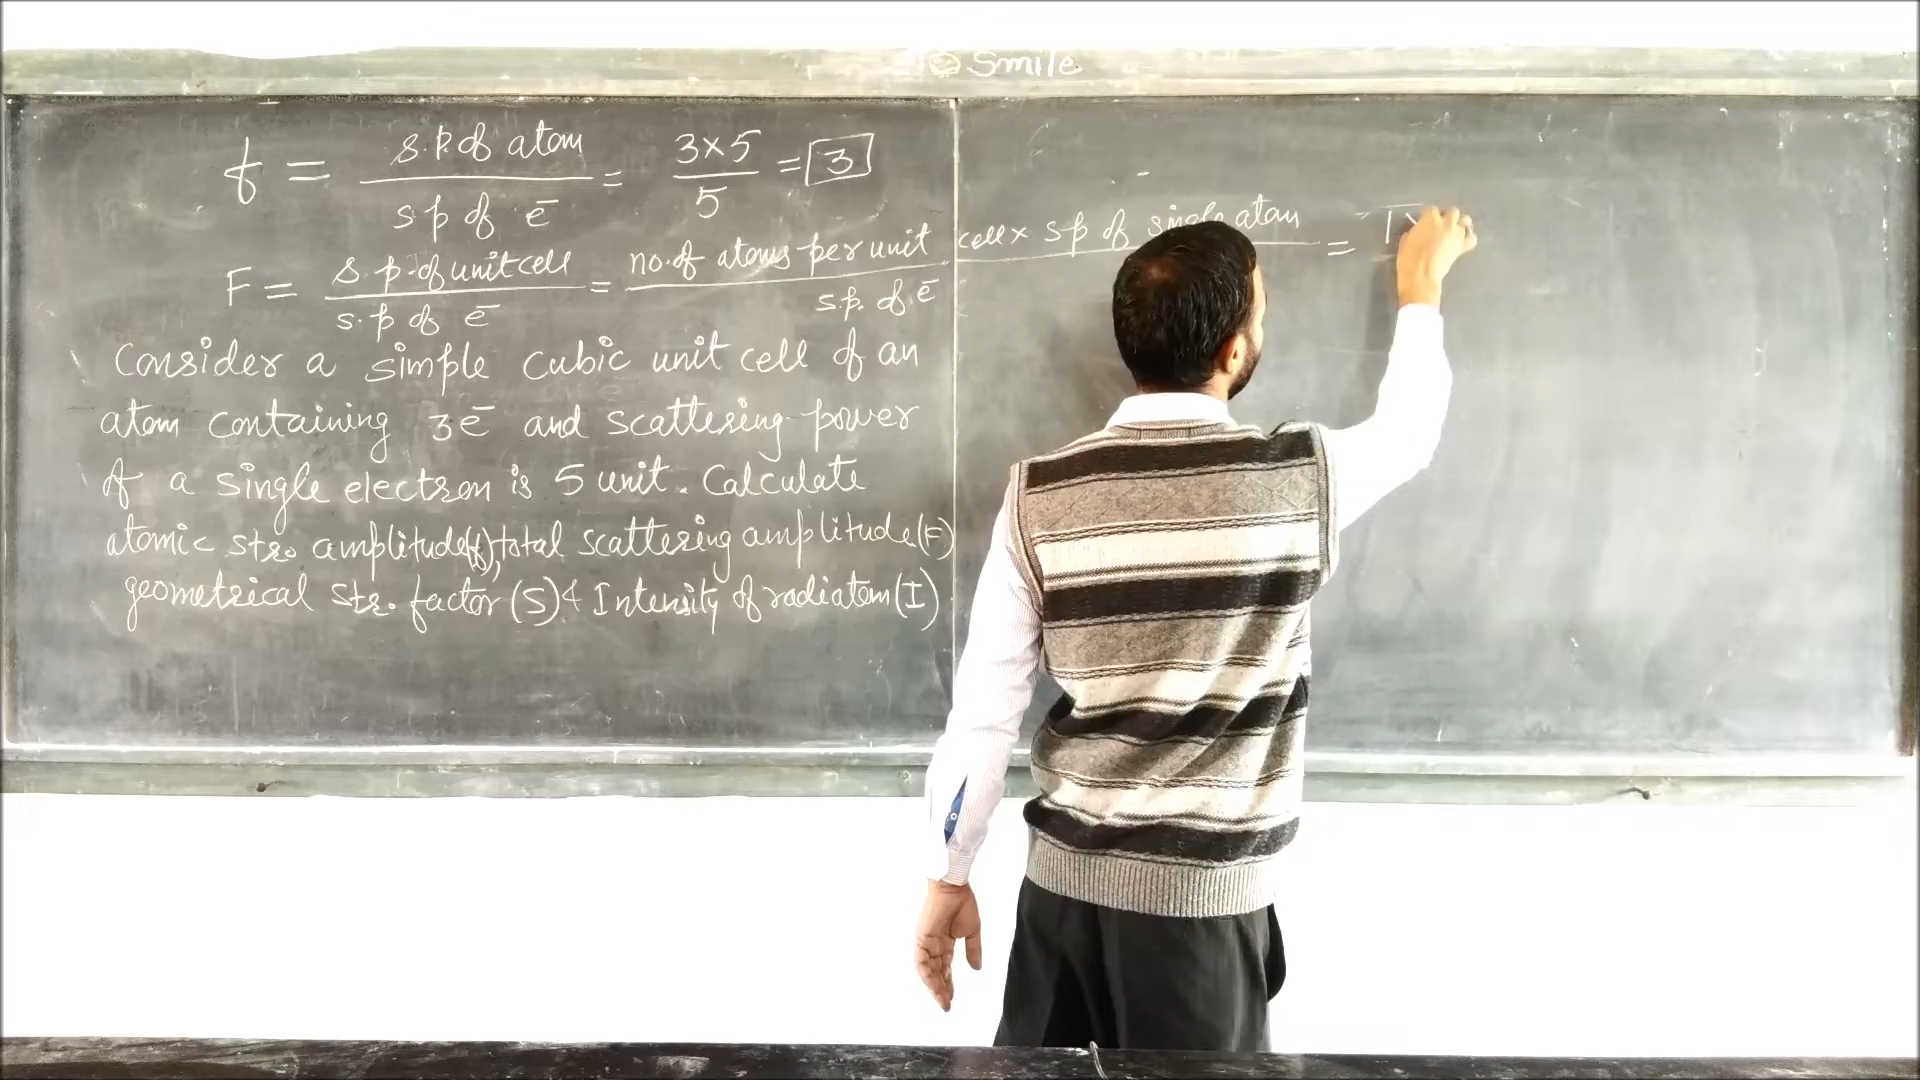 ☺ Smile
f = s.p. of atom / s p of e̅ = 3×5 / 5 = 3
F = s.p. of unit cell / s.p of e̅ = no. of atoms per unit cell × sp of single atom / s.p. of e̅ = 1×
Consider a simple cubic unit cell of an
atom containing 3e̅ and scattering power
of a single electron is 5 unit. Calculate
atomic str. amplitude(f), total scattering amplitude(F)
geometrical str. factor (S) & Intensity of radiatom(I)